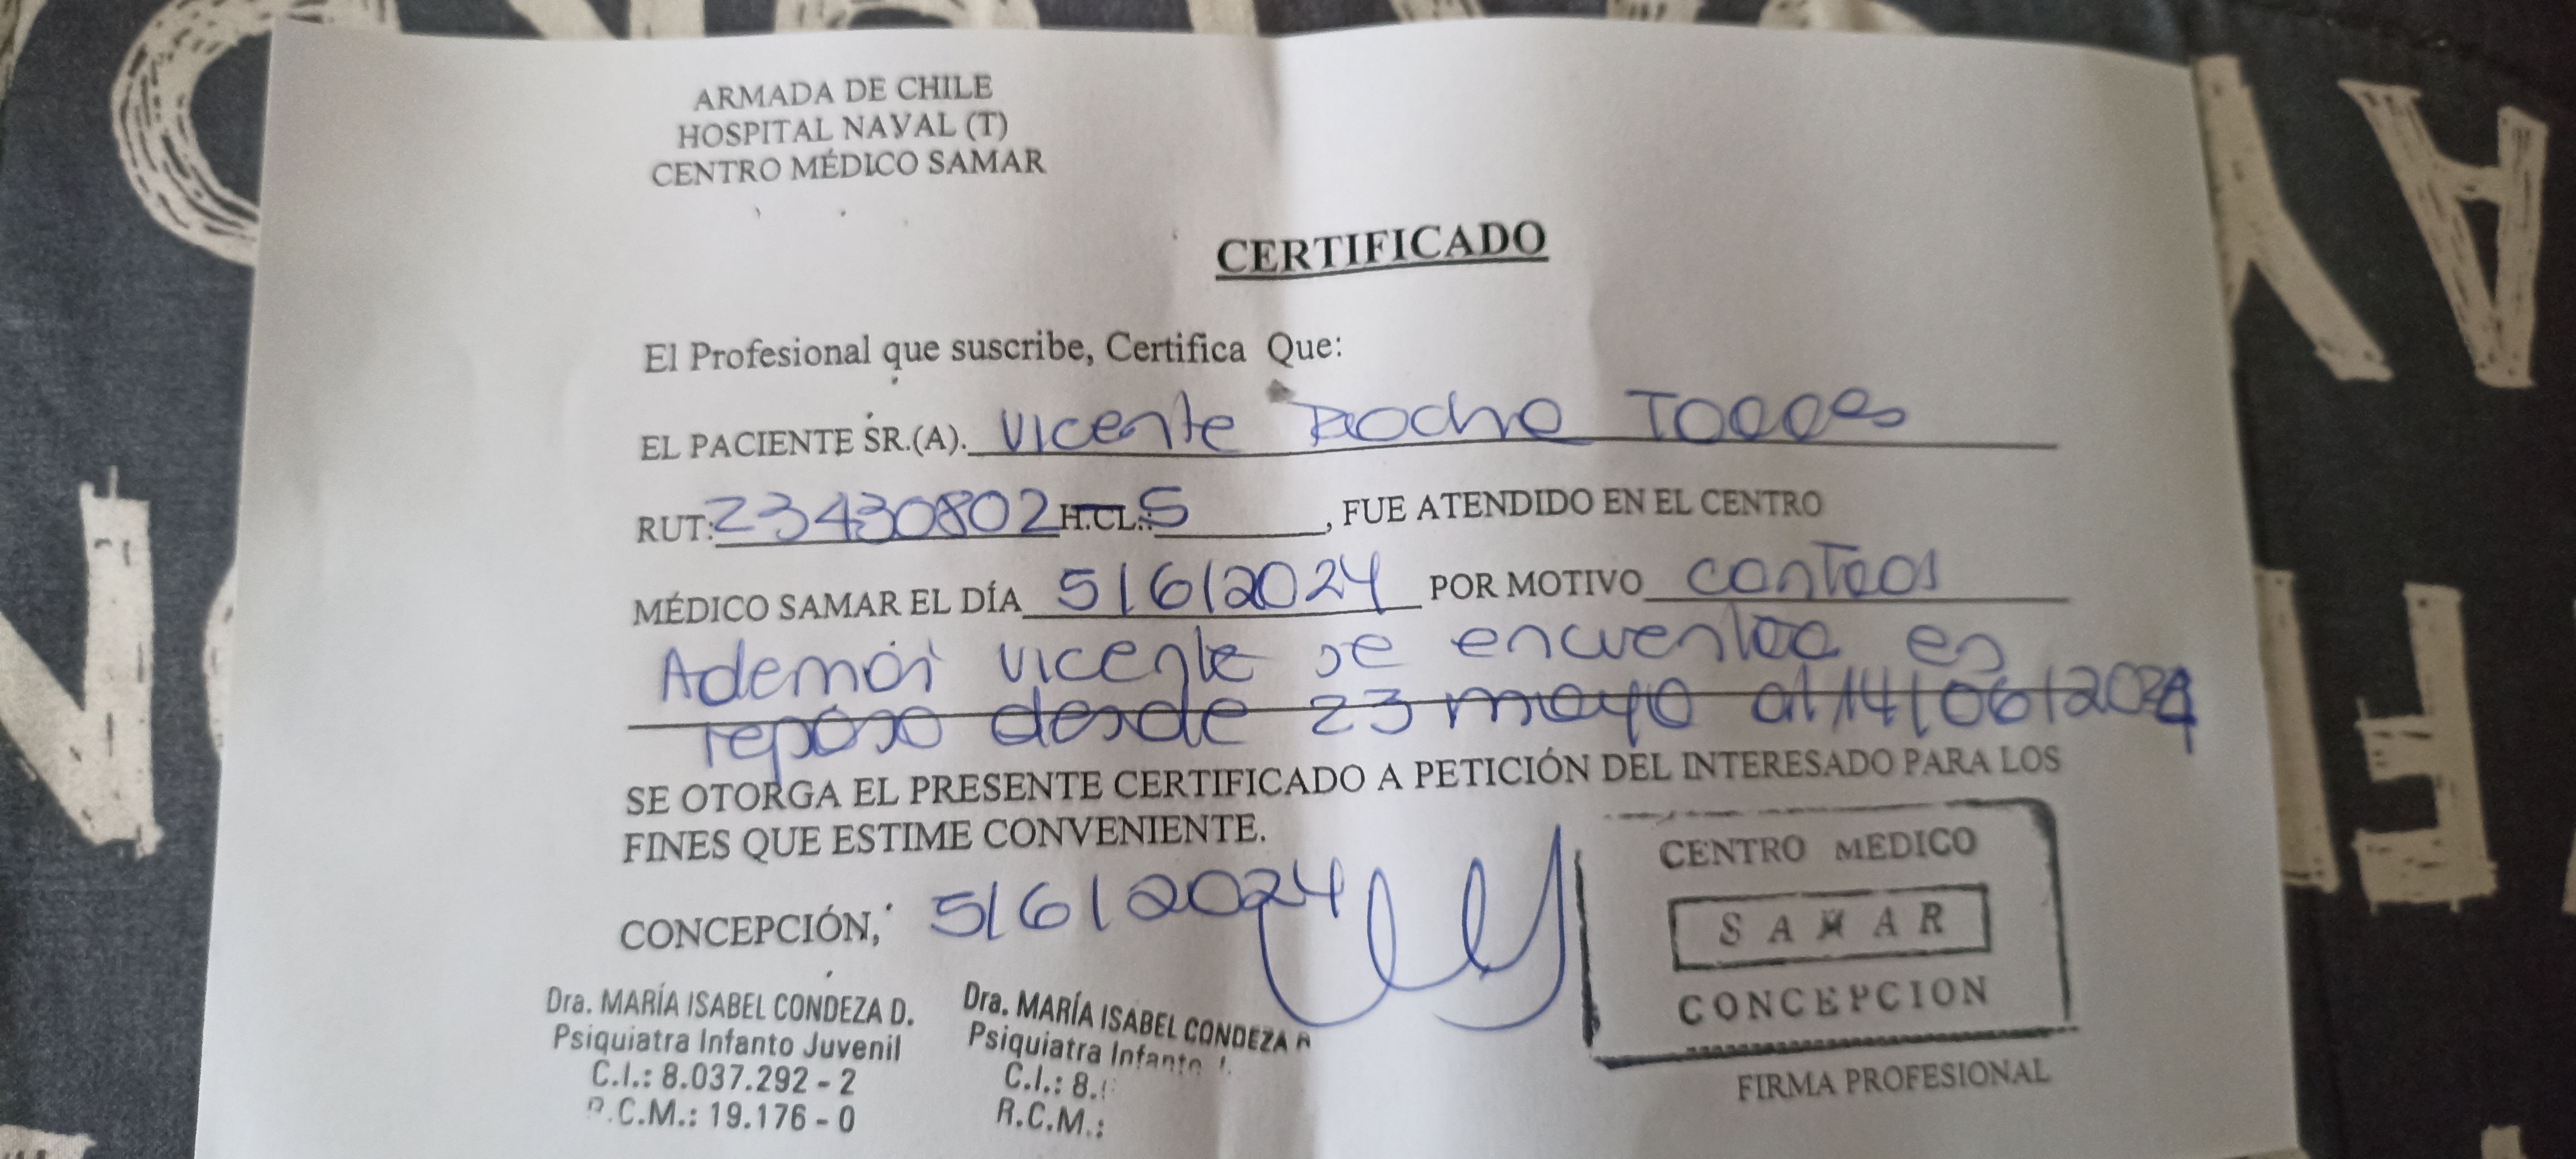 ARMADA DE CHILE
HOSPITAL NAVAL (T)
CENTRO MÉDICO SAMAR
CERTIFICADO
El Profesional que suscribe, Certifica Que:
EL PACIENTE SR.(A). Vicente Rocha Torres
RUT: 23430802 H.CL.: 5 , FUE ATENDIDO EN EL CENTRO
MÉDICO SAMAR EL DÍA 5/6/2024 POR MOTIVO control
Además Vicente se encuentra en
reposo desde 23 mayo al 14/06/2024
SE OTORGA EL PRESENTE CERTIFICADO A PETICIÓN DEL INTERESADO PARA LOS
FINES QUE ESTIME CONVENIENTE.
CONCEPCIÓN, 5/6/2024
CENTRO MEDICO
SAMAR
CONCEPCION
FIRMA PROFESIONAL
Dra. MARÍA ISABEL CONDEZA D.
Psiquiatra Infanto Juvenil
C.I.: 8.037.292 - 2
R.C.M.: 19.176 - 0
Dra. MARÍA ISABEL CONDEZA
Psiquiatra Infanto
C.I.: 8.
R.C.M.: